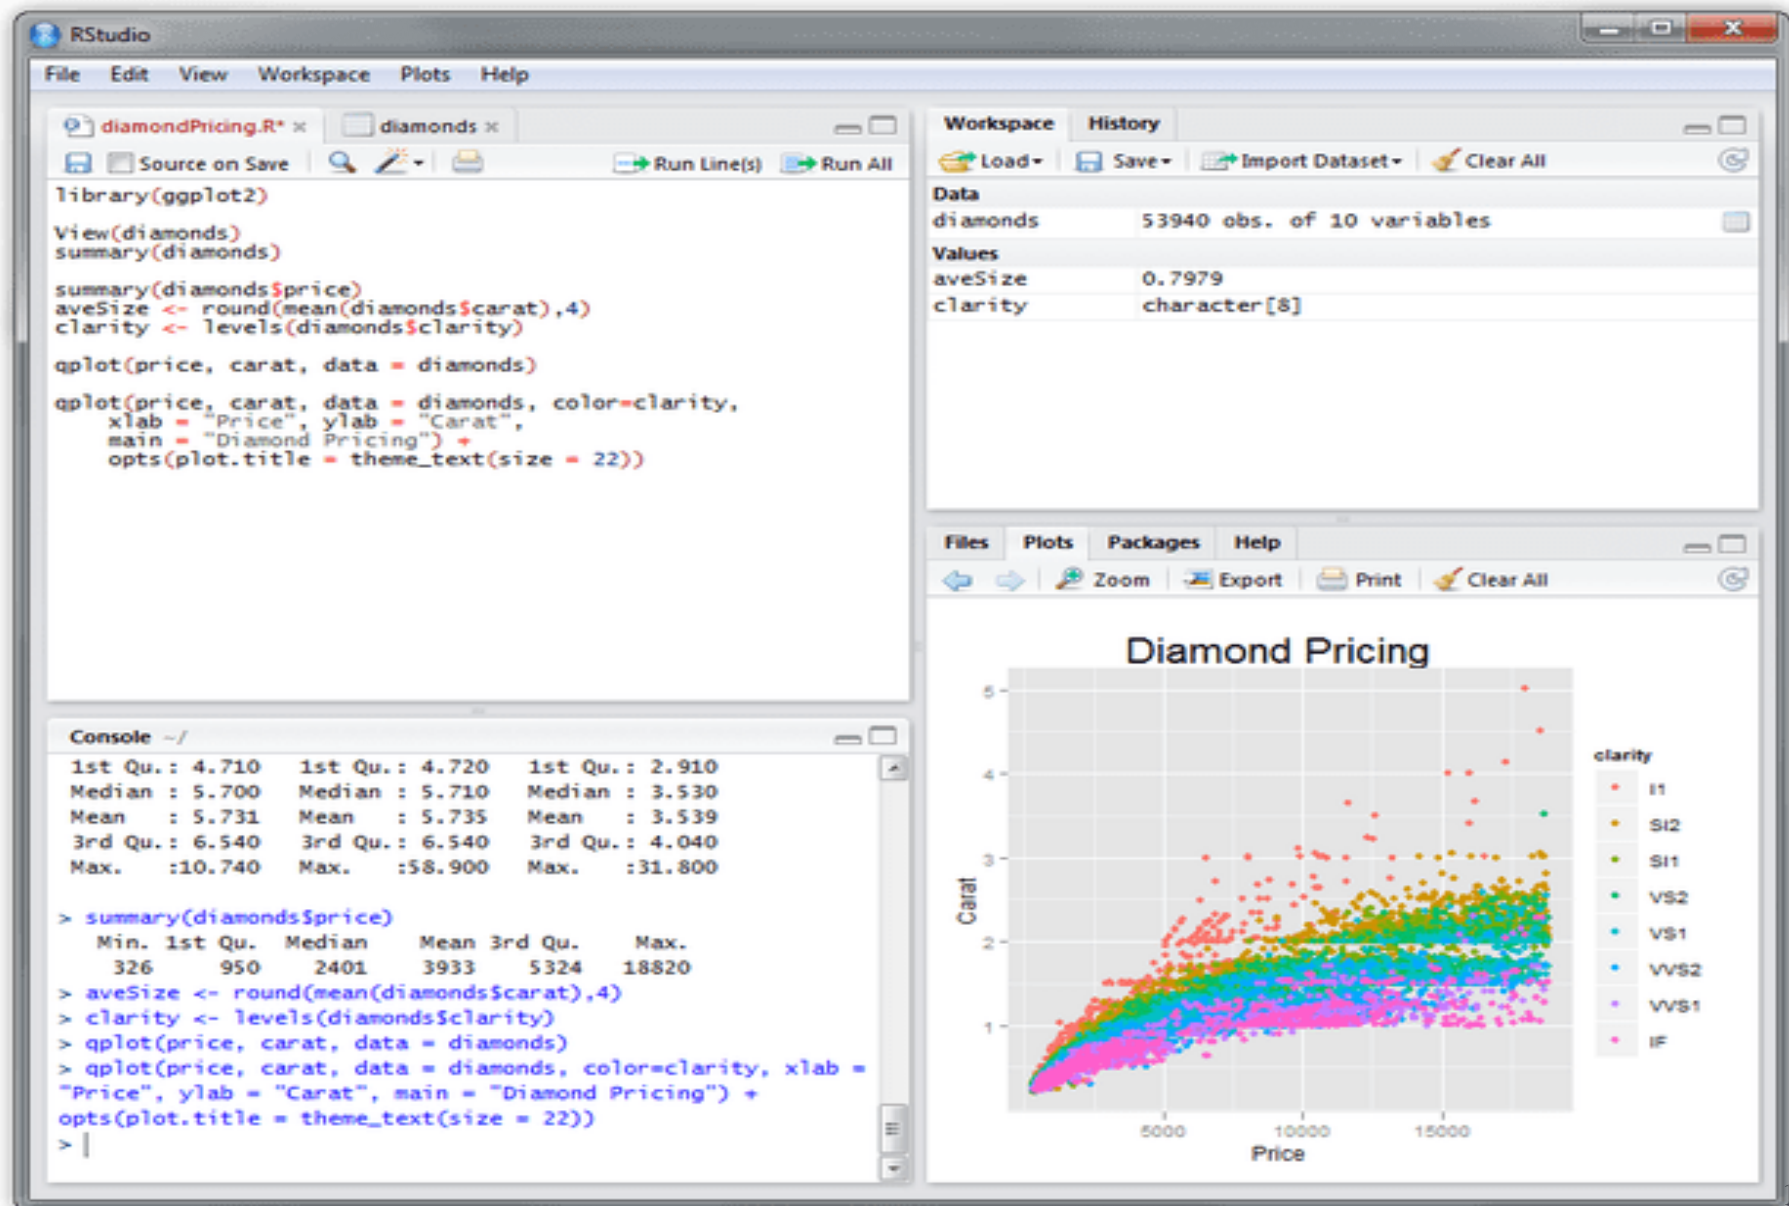 RStudio
File Edit View Workspace Plots Help
diamondPricing.R* × diamonds ×
Source on Save Run Line(s) Run All
library(ggplot2)
View(diamonds)
summary(diamonds)
summary(diamonds$price)
aveSize <- round(mean(diamonds$carat),4)
clarity <- levels(diamonds$clarity)
qplot(price, carat, data = diamonds)
qplot(price, carat, data = diamonds, color=clarity,
xlab = "Price", ylab = "Carat",
main = "Diamond Pricing") +
opts(plot.title = theme_text(size = 22))
Console ~/
1st Qu.: 4.710 1st Qu.: 4.720 1st Qu.: 2.910
Median : 5.700 Median : 5.710 Median : 3.530
Mean : 5.731 Mean : 5.735 Mean : 3.539
3rd Qu.: 6.540 3rd Qu.: 6.540 3rd Qu.: 4.040
Max. :10.740 Max. :58.900 Max. :31.800
> summary(diamonds$price)
Min. 1st Qu. Median Mean 3rd Qu. Max.
326 950 2401 3933 5324 18820
> aveSize <- round(mean(diamonds$carat),4)
> clarity <- levels(diamonds$clarity)
> qplot(price, carat, data = diamonds)
> qplot(price, carat, data = diamonds, color=clarity, xlab =
"Price", ylab = "Carat", main = "Diamond Pricing") +
opts(plot.title = theme_text(size = 22))
>
Workspace History
Load Save Import Dataset Clear All
Data
diamonds 53940 obs. of 10 variables
Values
aveSize 0.7979
clarity character[8]
Files Plots Packages Help
Zoom Export Print Clear All
Diamond Pricing
5
4
3
2
1
Carat
5000 10000 15000
Price
clarity
I1
SI2
SI1
VS2
VS1
VVS2
VVS1
IF